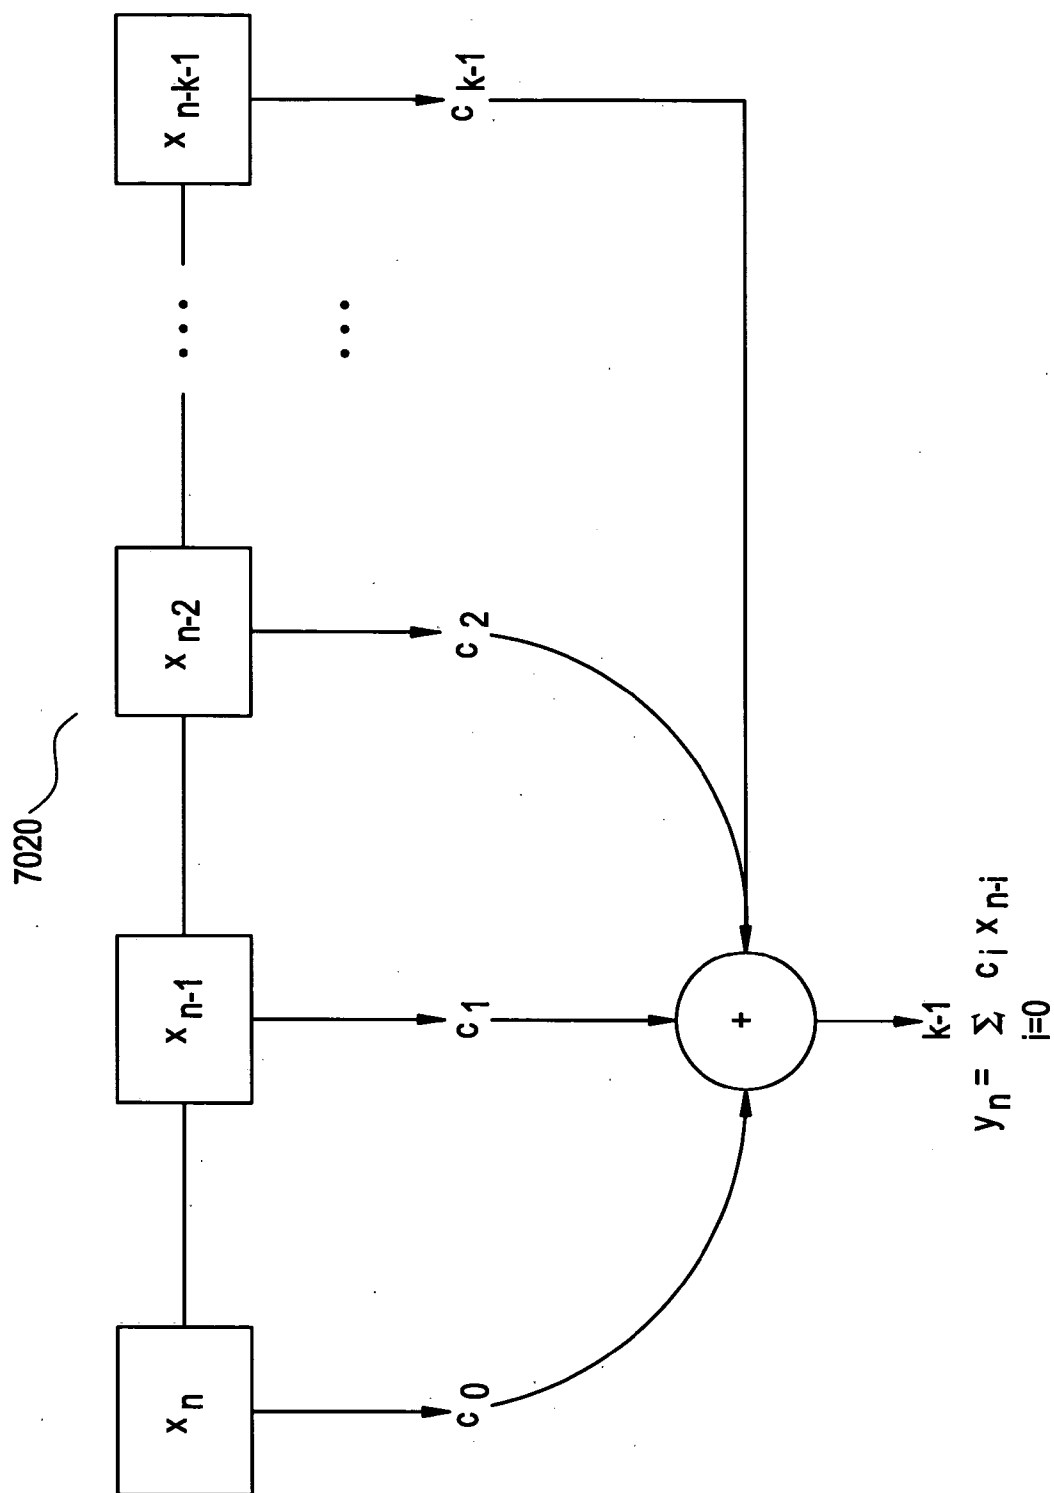 7020
x n
x n-1
x n-2
...
x n-k-1
c 0
c 1
c 2
...
c k-1
+
k-1
y n = Σ c i x n-i
i=0